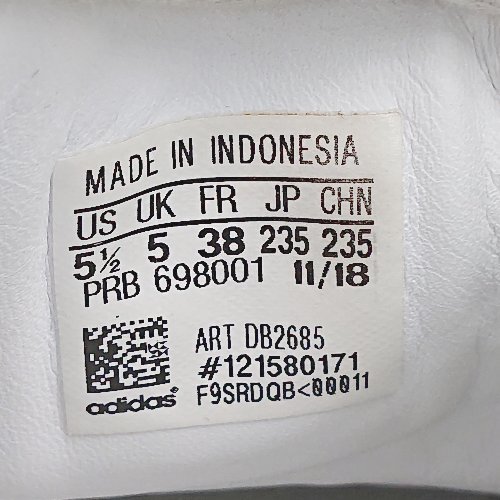 MADE IN INDONESIA
US UK FR JP CHN
5½ 5 38 235 235
PRB 698001 11/18
ART DB2685
#121580171
F9SRDQB<00011
adidas®